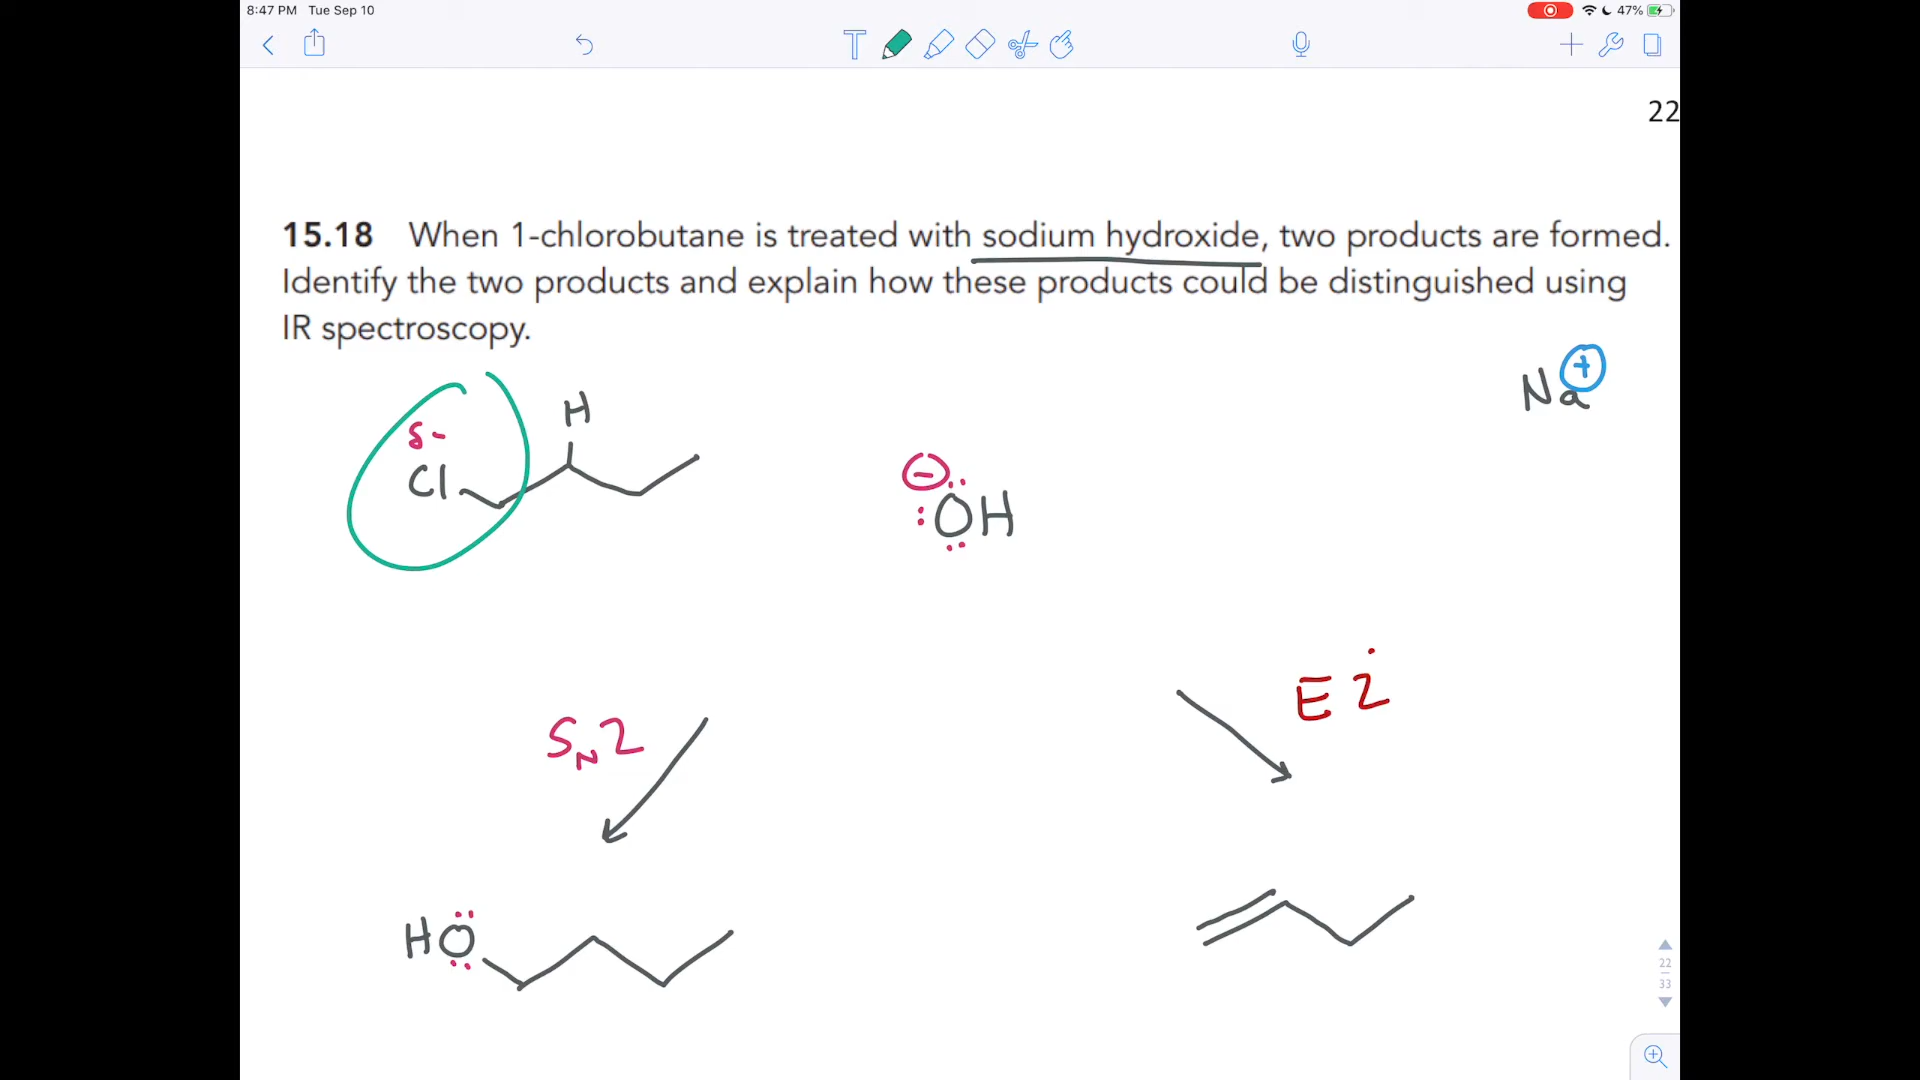 8:47 PM Tue Sep 10
47%
T
22
15.18 When 1-chlorobutane is treated with sodium hydroxide, two products are formed.
Identify the two products and explain how these products could be distinguished using
IR spectroscopy.
Na +
H
δ-
Cl
-
:OH
E2
SN2
HO
22
33